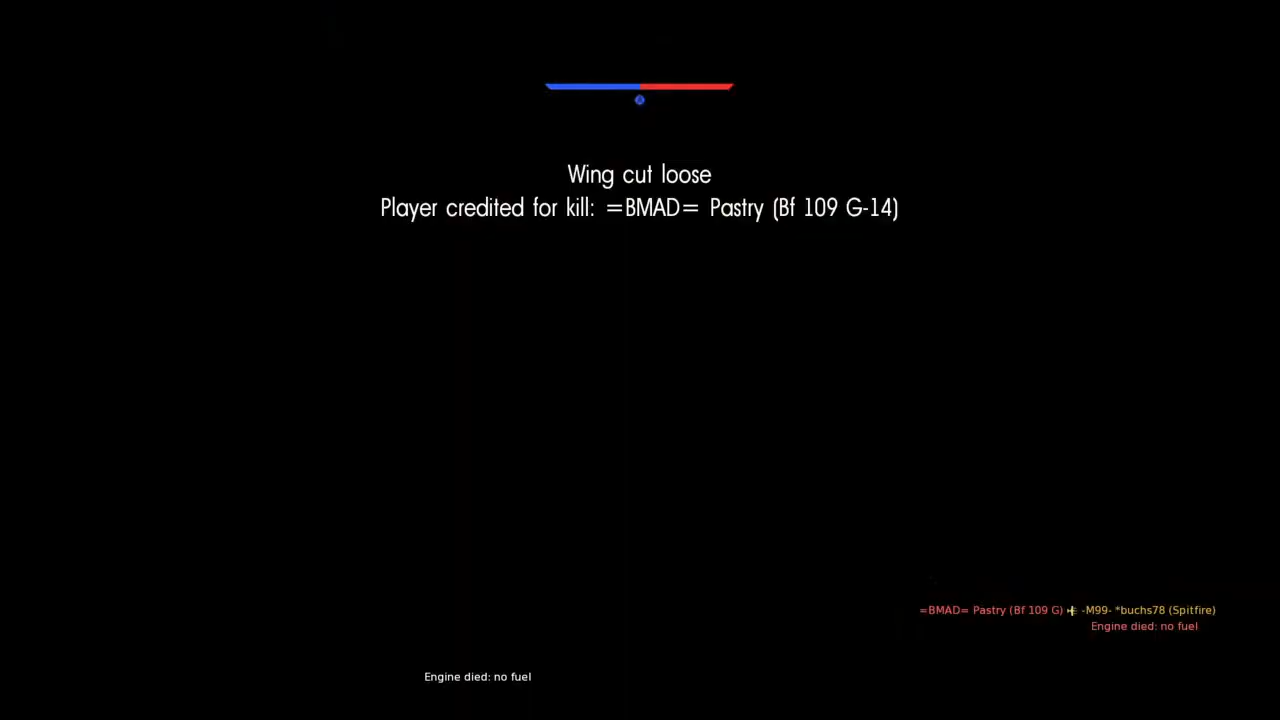 Wing cut loose
Player credited for kill: =BMAD= Pastry (Bf 109 G-14)
=BMAD= Pastry (Bf 109 G) -M99- *buchs78 (Spitfire)
Engine died: no fuel
Engine died: no fuel